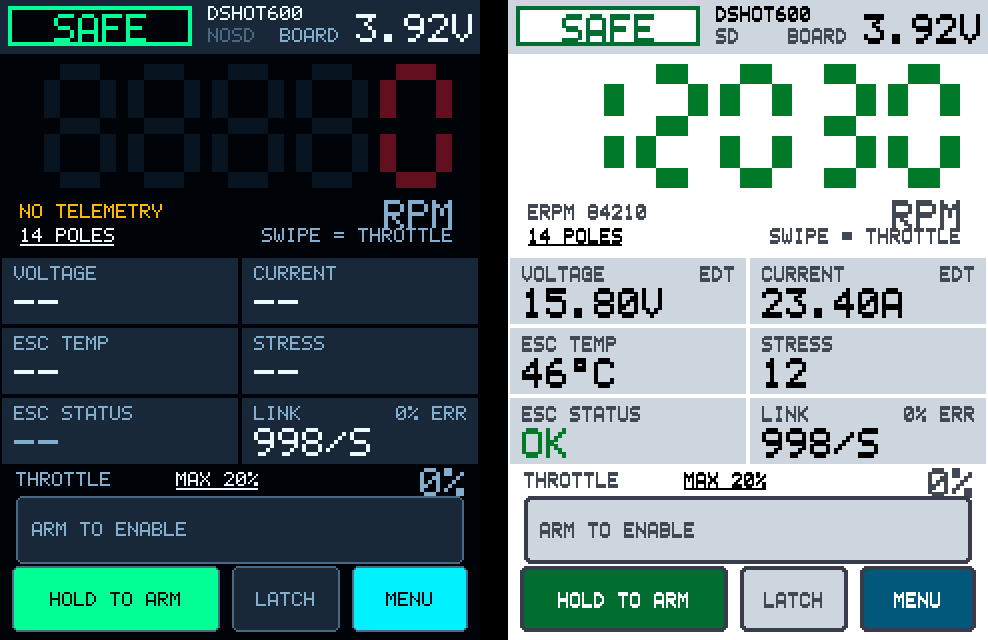 SAFE
DSHOT600
NOSD BOARD
3.92V
0
NO TELEMETRY
RPM
14 POLES
SWIPE = THROTTLE
VOLTAGE
--
CURRENT
--
ESC TEMP
--
STRESS
--
ESC STATUS
--
LINK 0% ERR
998/S
THROTTLE MAX 20% 0%
ARM TO ENABLE
HOLD TO ARM LATCH MENU
SAFE
DSHOT600
SD BOARD
3.92V
12030
ERPM 84210
RPM
14 POLES
SWIPE = THROTTLE
VOLTAGE EDT
15.80V
CURRENT EDT
23.40A
ESC TEMP
46°C
STRESS
12
ESC STATUS
OK
LINK 0% ERR
998/S
THROTTLE MAX 20% 0%
ARM TO ENABLE
HOLD TO ARM LATCH MENU